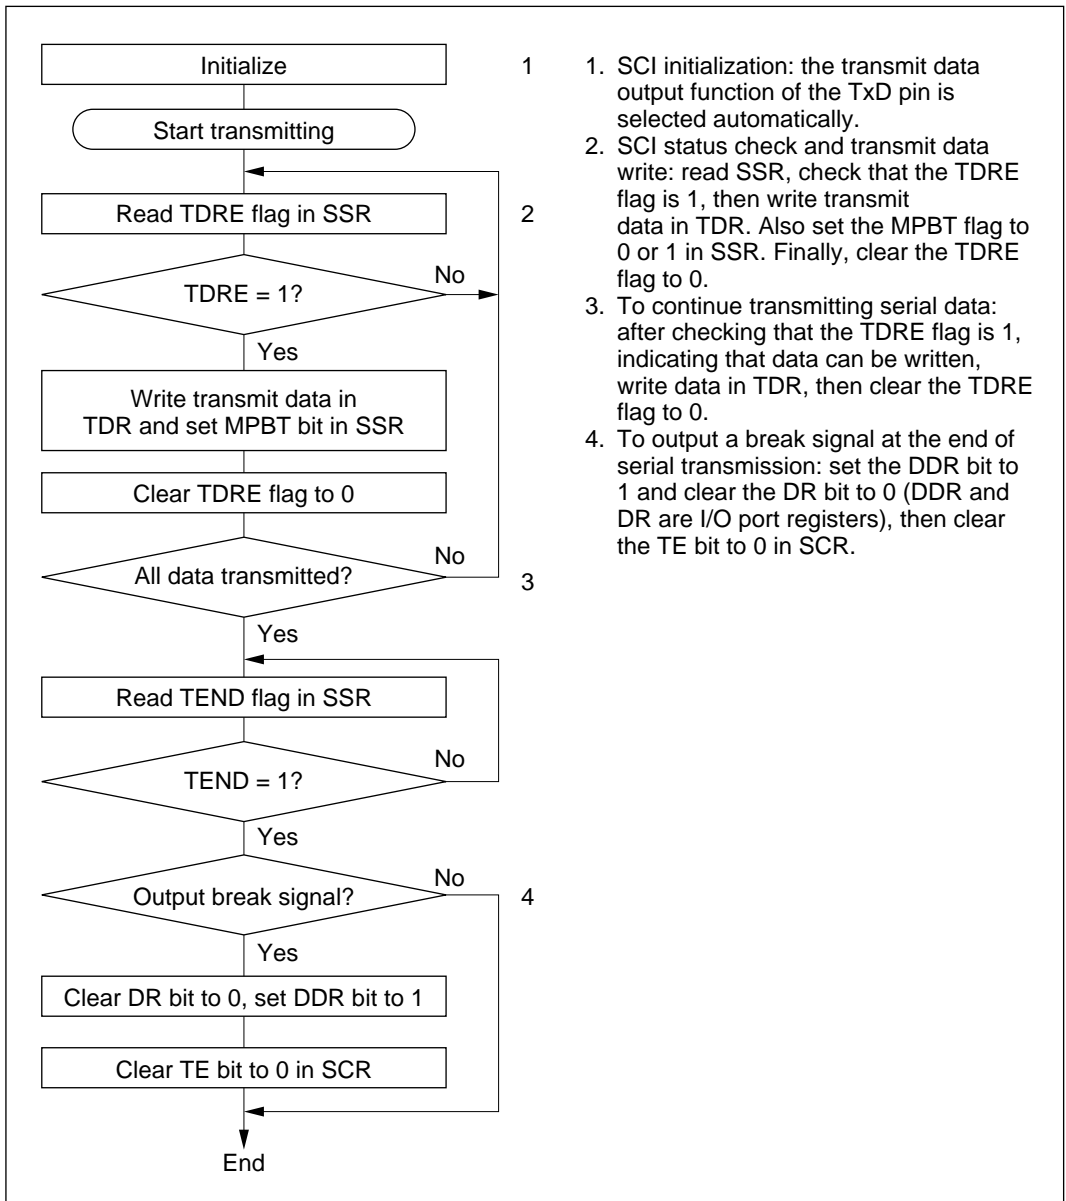 Initialize
1
Start transmitting
Read TDRE flag in SSR
2
TDRE = 1?
No
Yes
Write transmit data in
TDR and set MPBT bit in SSR
Clear TDRE flag to 0
All data transmitted?
No
3
Yes
Read TEND flag in SSR
TEND = 1?
No
Yes
Output break signal?
No
4
Yes
Clear DR bit to 0, set DDR bit to 1
Clear TE bit to 0 in SCR
End
1. SCI initialization: the transmit data
output function of the TxD pin is
selected automatically.
2. SCI status check and transmit data
write: read SSR, check that the TDRE
flag is 1, then write transmit
data in TDR. Also set the MPBT flag to
0 or 1 in SSR. Finally, clear the TDRE
flag to 0.
3. To continue transmitting serial data:
after checking that the TDRE flag is 1,
indicating that data can be written,
write data in TDR, then clear the TDRE
flag to 0.
4. To output a break signal at the end of
serial transmission: set the DDR bit to
1 and clear the DR bit to 0 (DDR and
DR are I/O port registers), then clear
the TE bit to 0 in SCR.